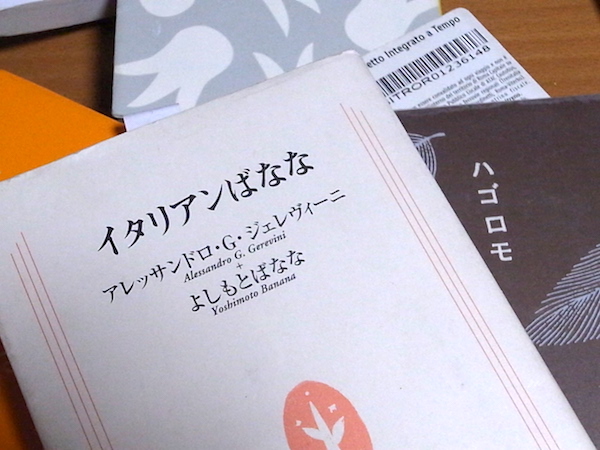 イタリアンばなな
アレッサンドロ・G・ジェレヴィーニ
Alessandro G. Gerevini
+
よしもとばなな
Yoshimoto Banana
ハゴロモ
etto Integrato a Tempo
ITROR01236148